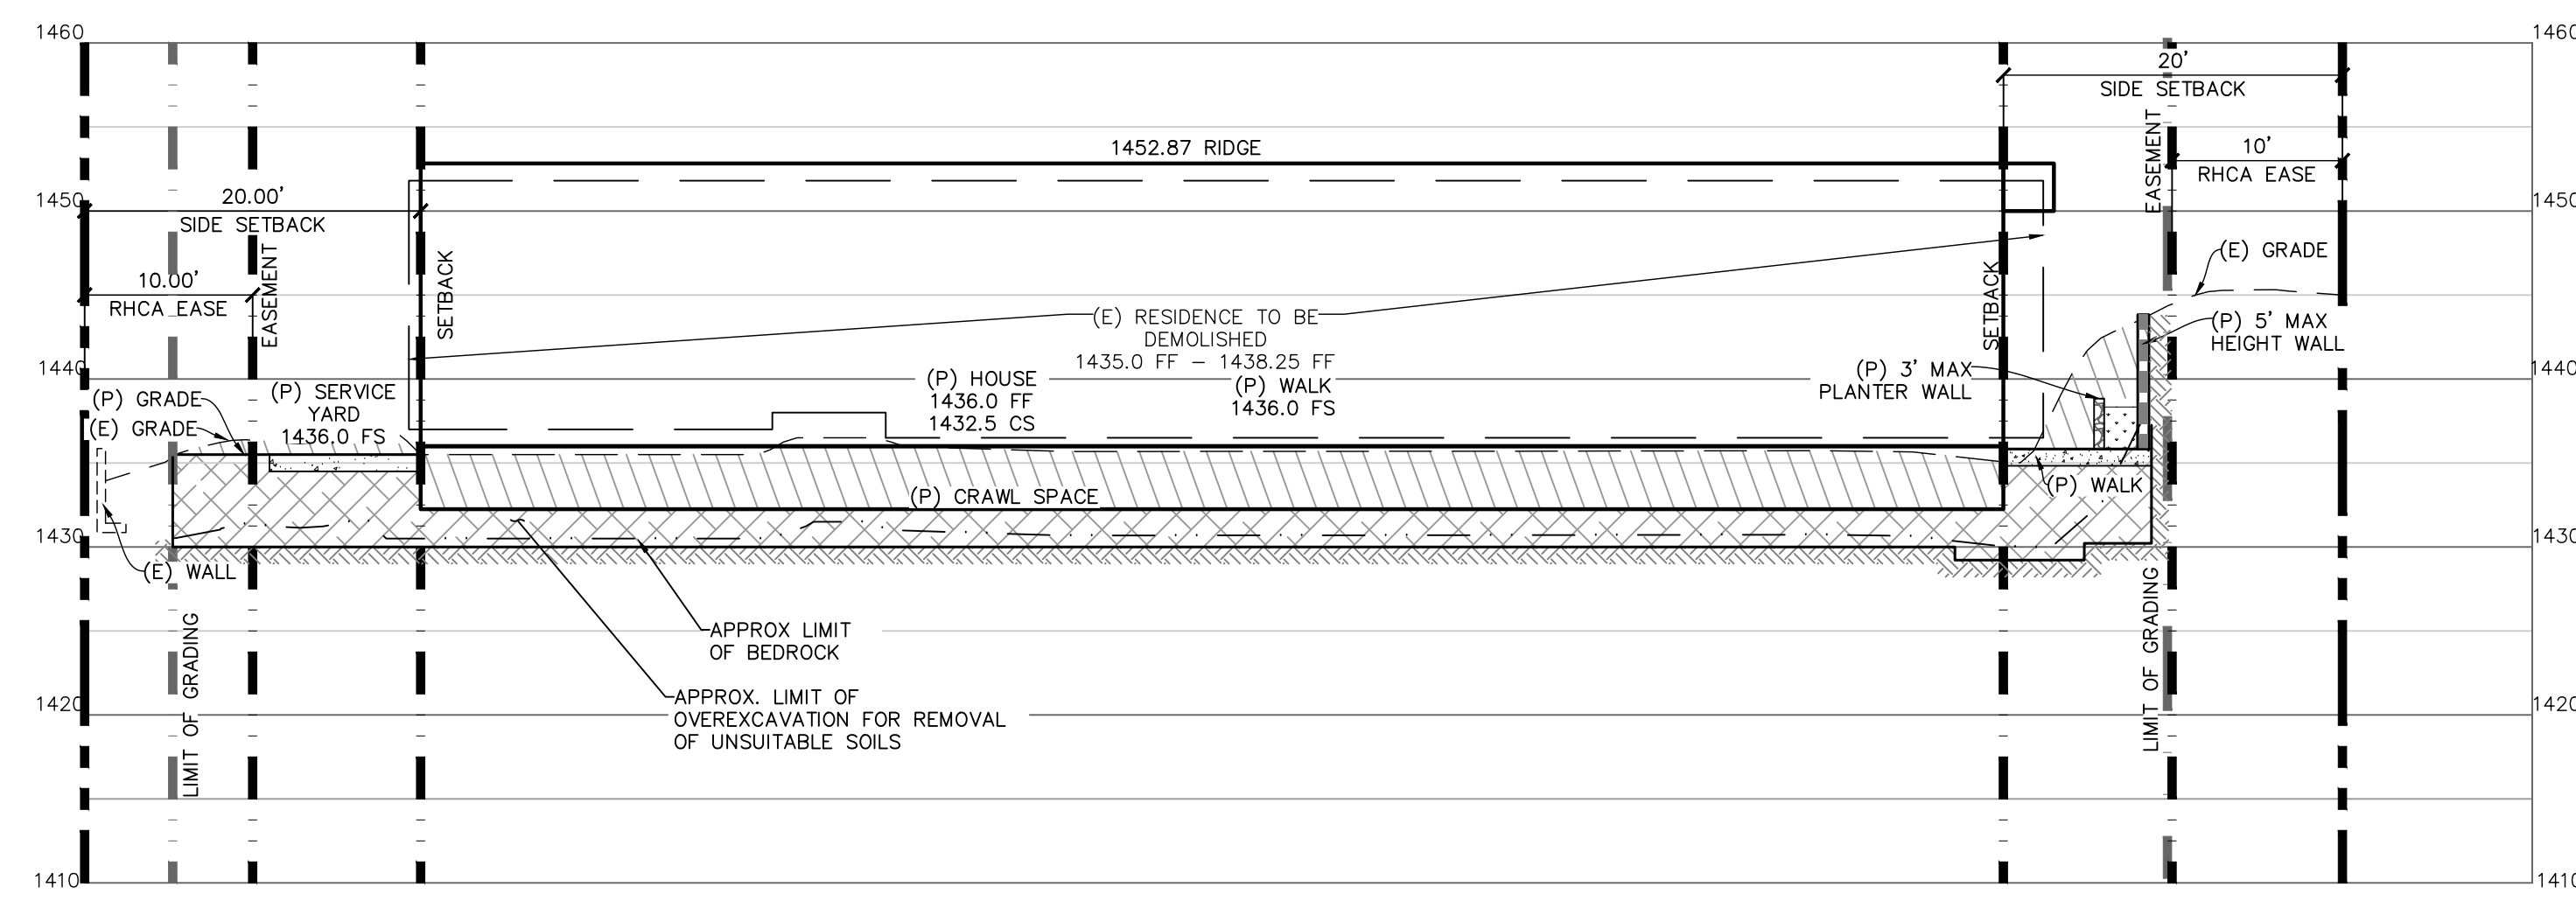 1460
1460
20'
SIDE SETBACK
EASEMENT
1452.87 RIDGE
10'
RHCA EASE
1450
1450
20.00'
SIDE SETBACK
EASEMENT
SETBACK
SETBACK
(E) GRADE
10.00'
RHCA EASE
(E) RESIDENCE TO BE
DEMOLISHED
1435.0 FF – 1438.25 FF
(P) 5' MAX
HEIGHT WALL
1440
1440
(P) HOUSE
1436.0 FF
1432.5 CS
(P) WALK
1436.0 FS
(P) 3' MAX
PLANTER WALL
(P) SERVICE
YARD
1436.0 FS
(P) GRADE
(E) GRADE
(P) CRAWL SPACE
(P) WALK
1430
1430
(E) WALL
LIMIT OF GRADING
LIMIT OF GRADING
APPROX LIMIT
OF BEDROCK
APPROX. LIMIT OF
OVEREXCAVATION FOR REMOVAL
OF UNSUITABLE SOILS
1420
1420
1410
1410